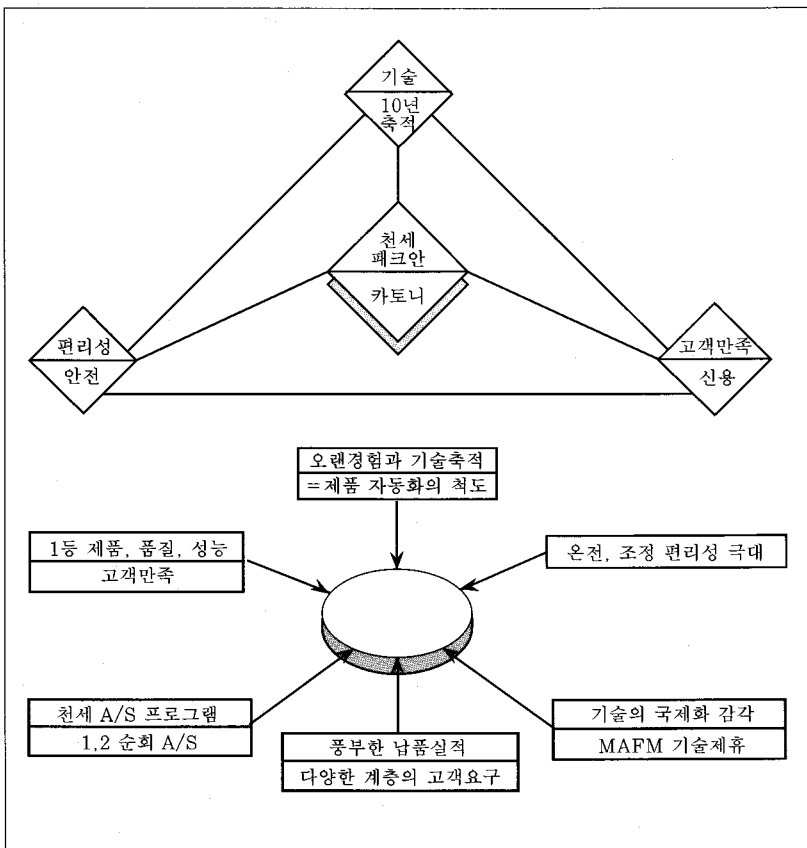 기술
10년
축적
천세
패크안
카토니
편리성
안전
고객만족
신용
오랜경험과 기술축적
=제품 자동화의 척도
1등 제품, 품질, 성능
고객만족
온전, 조정 편리성 극대
천세 A/S 프로그램
1,2 순회 A/S
풍부한 납품실적
다양한 계층의 고객요구
기술의 국제화 감각
MAFM 기술제휴